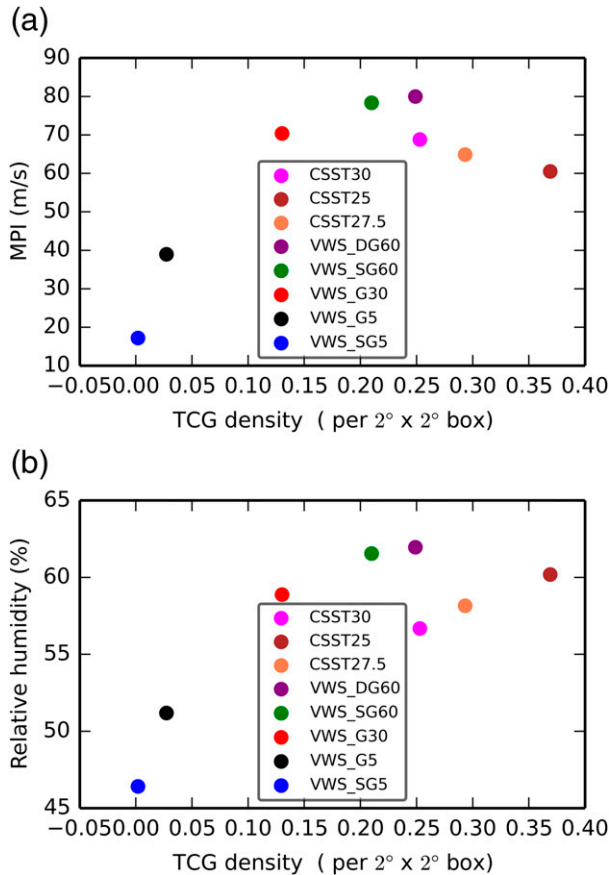 (a)
90
80
70
60
50
40
30
20
10
MPI (m/s)
CSST30
CSST25
CSST27.5
VWS_DG60
VWS_SG60
VWS_G30
VWS_G5
VWS_SG5
−0.05 0.00 0.05 0.10 0.15 0.20 0.25 0.30 0.35 0.40
TCG density ( per 2° x 2° box)
(b)
65
60
55
50
45
Relative humidity (%)
CSST30
CSST25
CSST27.5
VWS_DG60
VWS_SG60
VWS_G30
VWS_G5
VWS_SG5
−0.05 0.00 0.05 0.10 0.15 0.20 0.25 0.30 0.35 0.40
TCG density ( per 2° x 2° box)